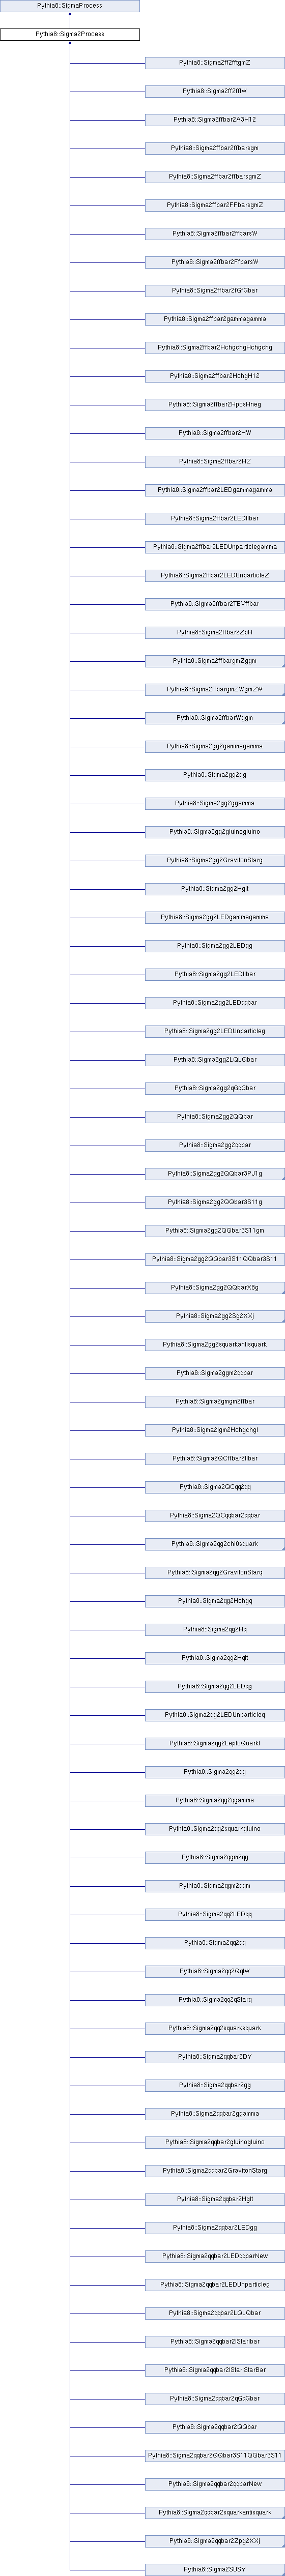 Pythia8::SigmaProcess
Pythia8::Sigma2Process
Pythia8::Sigma2ff2fftgmZ
Pythia8::Sigma2ff2fftW
Pythia8::Sigma2ffbar2A3H12
Pythia8::Sigma2ffbar2ffbarsgm
Pythia8::Sigma2ffbar2ffbarsgmZ
Pythia8::Sigma2ffbar2FFbarsgmZ
Pythia8::Sigma2ffbar2ffbarsW
Pythia8::Sigma2ffbar2FfbarsW
Pythia8::Sigma2ffbar2fGfGbar
Pythia8::Sigma2ffbar2gammagamma
Pythia8::Sigma2ffbar2HchgchgHchgchg
Pythia8::Sigma2ffbar2HchgH12
Pythia8::Sigma2ffbar2HposHneg
Pythia8::Sigma2ffbar2HW
Pythia8::Sigma2ffbar2HZ
Pythia8::Sigma2ffbar2LEDgammagamma
Pythia8::Sigma2ffbar2LEDllbar
Pythia8::Sigma2ffbar2LEDUnparticlegamma
Pythia8::Sigma2ffbar2LEDUnparticleZ
Pythia8::Sigma2ffbar2TEVffbar
Pythia8::Sigma2ffbar2ZpH
Pythia8::Sigma2ffbargmZggm
Pythia8::Sigma2ffbargmZWgmZW
Pythia8::Sigma2ffbarWggm
Pythia8::Sigma2gg2gammagamma
Pythia8::Sigma2gg2gg
Pythia8::Sigma2gg2ggamma
Pythia8::Sigma2gg2gluinogluino
Pythia8::Sigma2gg2GravitonStarg
Pythia8::Sigma2gg2Hglt
Pythia8::Sigma2gg2LEDgammagamma
Pythia8::Sigma2gg2LEDgg
Pythia8::Sigma2gg2LEDllbar
Pythia8::Sigma2gg2LEDqqbar
Pythia8::Sigma2gg2LEDUnparticleg
Pythia8::Sigma2gg2LQLQbar
Pythia8::Sigma2gg2qGqGbar
Pythia8::Sigma2gg2QQbar
Pythia8::Sigma2gg2qqbar
Pythia8::Sigma2gg2QQbar3PJ1g
Pythia8::Sigma2gg2QQbar3S11g
Pythia8::Sigma2gg2QQbar3S11gm
Pythia8::Sigma2gg2QQbar3S11QQbar3S11
Pythia8::Sigma2gg2QQbarX8g
Pythia8::Sigma2gg2Sg2XXj
Pythia8::Sigma2gg2squarkantisquark
Pythia8::Sigma2ggm2qqbar
Pythia8::Sigma2gmgm2ffbar
Pythia8::Sigma2lgm2Hchgchgl
Pythia8::Sigma2QCffbar2llbar
Pythia8::Sigma2QCqq2qq
Pythia8::Sigma2QCqqbar2qqbar
Pythia8::Sigma2qg2chi0squark
Pythia8::Sigma2qg2GravitonStarq
Pythia8::Sigma2qg2Hchgq
Pythia8::Sigma2qg2Hq
Pythia8::Sigma2qg2Hqlt
Pythia8::Sigma2qg2LEDqg
Pythia8::Sigma2qg2LEDUnparticleq
Pythia8::Sigma2qg2LeptoQuarkl
Pythia8::Sigma2qg2qg
Pythia8::Sigma2qg2qgamma
Pythia8::Sigma2qg2squarkgluino
Pythia8::Sigma2qgm2qg
Pythia8::Sigma2qgm2qgm
Pythia8::Sigma2qq2LEDqq
Pythia8::Sigma2qq2qq
Pythia8::Sigma2qq2QqtW
Pythia8::Sigma2qq2qStarq
Pythia8::Sigma2qq2squarksquark
Pythia8::Sigma2qqbar2DY
Pythia8::Sigma2qqbar2gg
Pythia8::Sigma2qqbar2ggamma
Pythia8::Sigma2qqbar2gluinogluino
Pythia8::Sigma2qqbar2GravitonStarg
Pythia8::Sigma2qqbar2Hglt
Pythia8::Sigma2qqbar2LEDgg
Pythia8::Sigma2qqbar2LEDqqbarNew
Pythia8::Sigma2qqbar2LEDUnparticleg
Pythia8::Sigma2qqbar2LQLQbar
Pythia8::Sigma2qqbar2lStarlbar
Pythia8::Sigma2qqbar2lStarlStarBar
Pythia8::Sigma2qqbar2qGqGbar
Pythia8::Sigma2qqbar2QQbar
Pythia8::Sigma2qqbar2QQbar3S11QQbar3S11
Pythia8::Sigma2qqbar2qqbarNew
Pythia8::Sigma2qqbar2squarkantisquark
Pythia8::Sigma2qqbar2Zpg2XXj
Pythia8::Sigma2SUSY